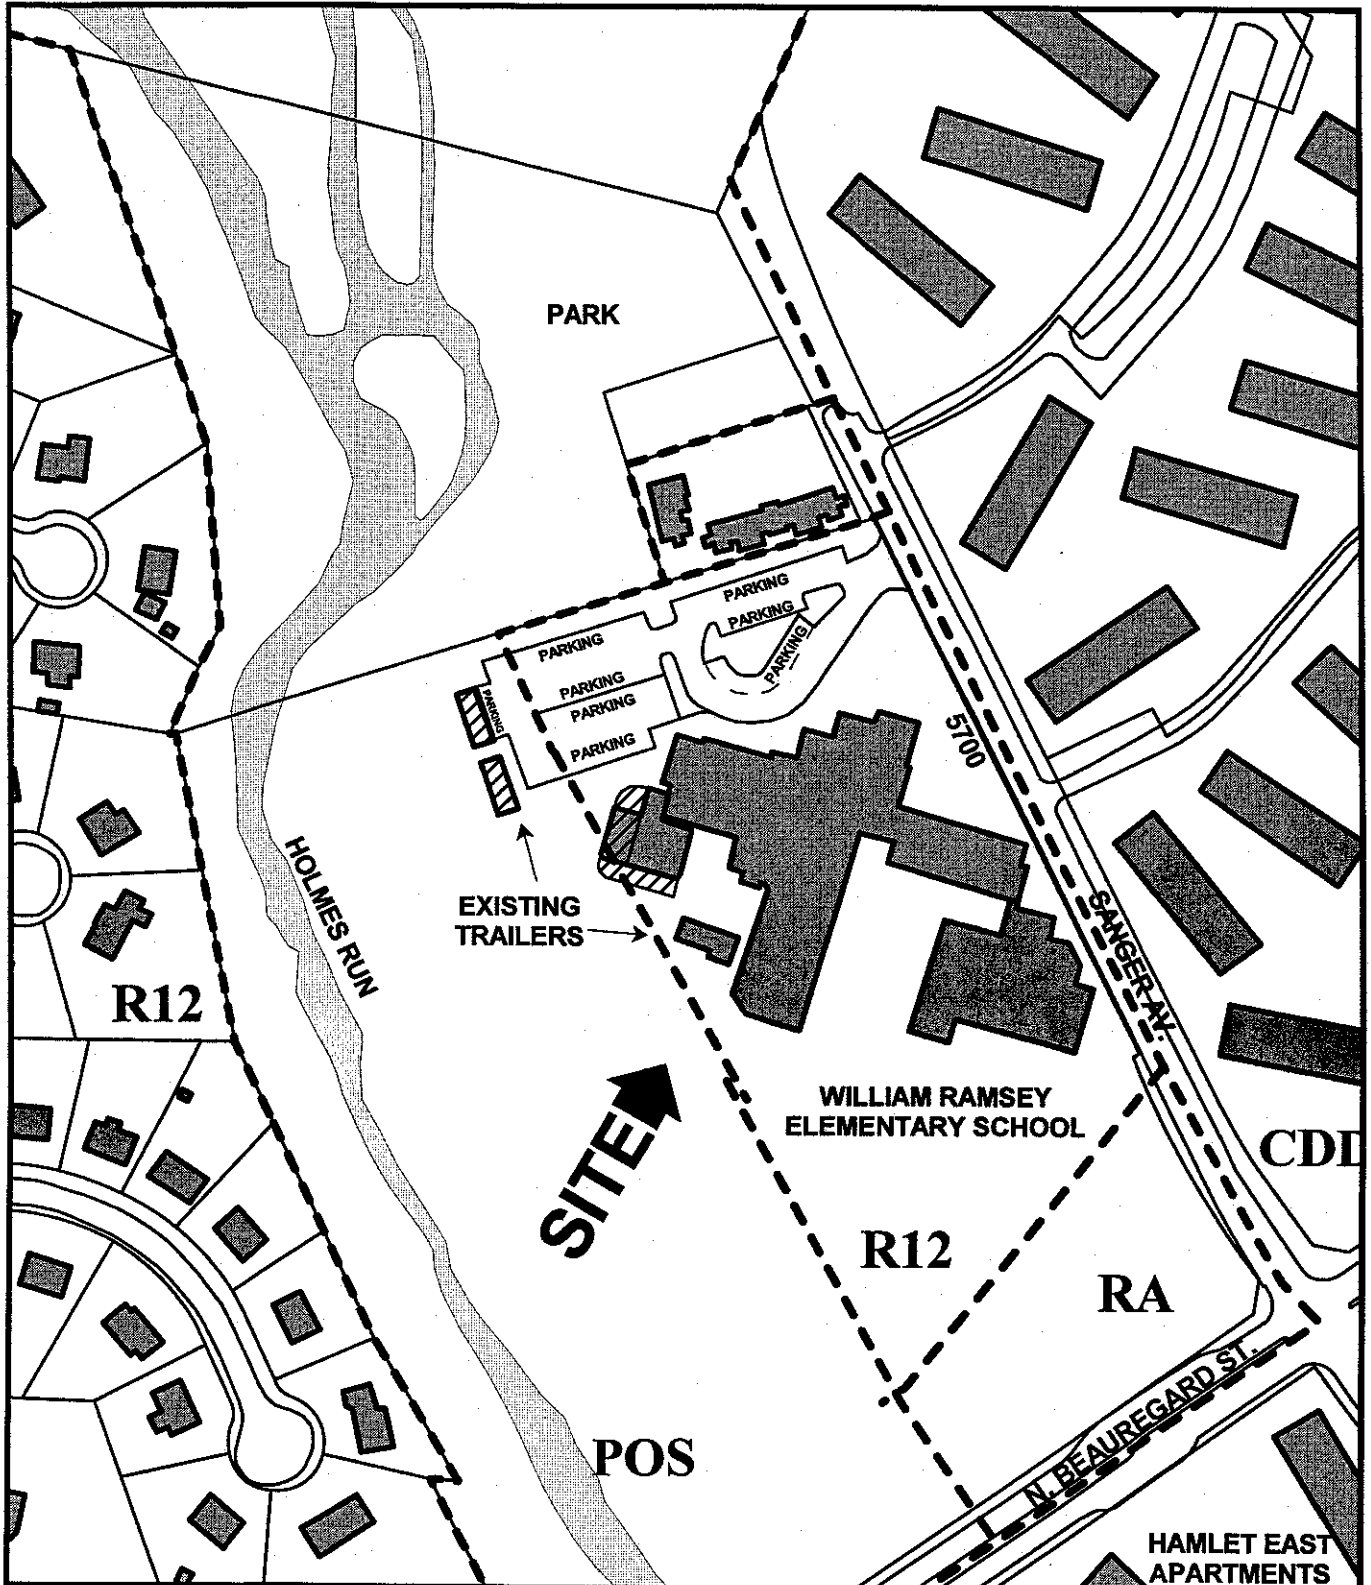 PARK
PARKING
PARKING
PARKING
PARKING
PARKING
PARKING
PARKING
PARKING
5700
HOLMES RUN
EXISTING
TRAILERS
SANGER AV.
R12
WILLIAM RAMSEY
ELEMENTARY SCHOOL
SITE
CDD
R12
RA
N. BEAUREGARD ST.
POS
HAMLET EAST
APARTMENTS